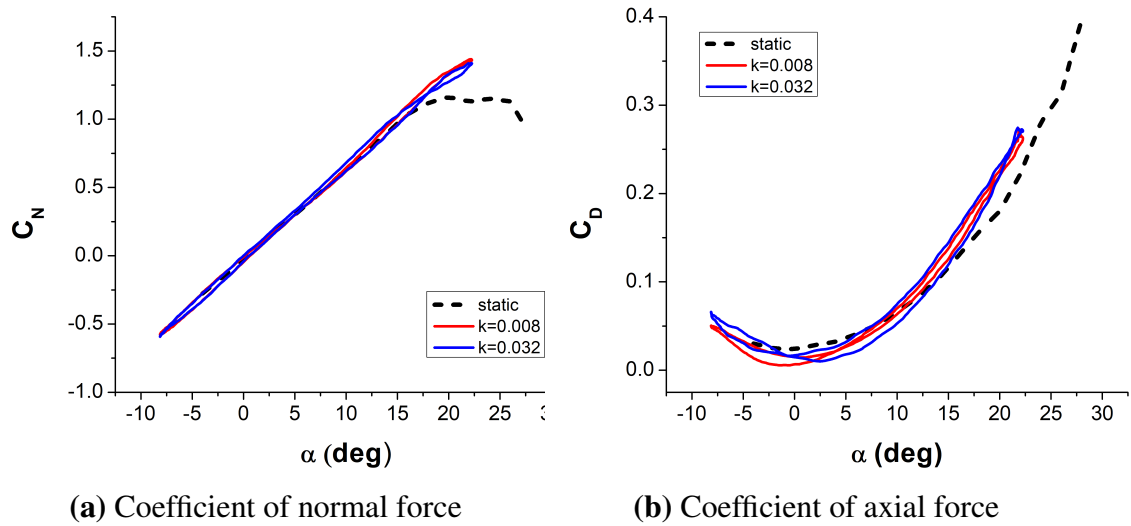 1.5
1.0
0.5
0.0
-0.5
-1.0
C_N
static
k=0.008
k=0.032
-10 -5 0 5 10 15 20 25
α (deg)
(a) Coefficient of normal force
0.4
0.3
0.2
0.1
0.0
C_D
static
k=0.008
k=0.032
-10 -5 0 5 10 15 20 25 30
α (deg)
(b) Coefficient of axial force